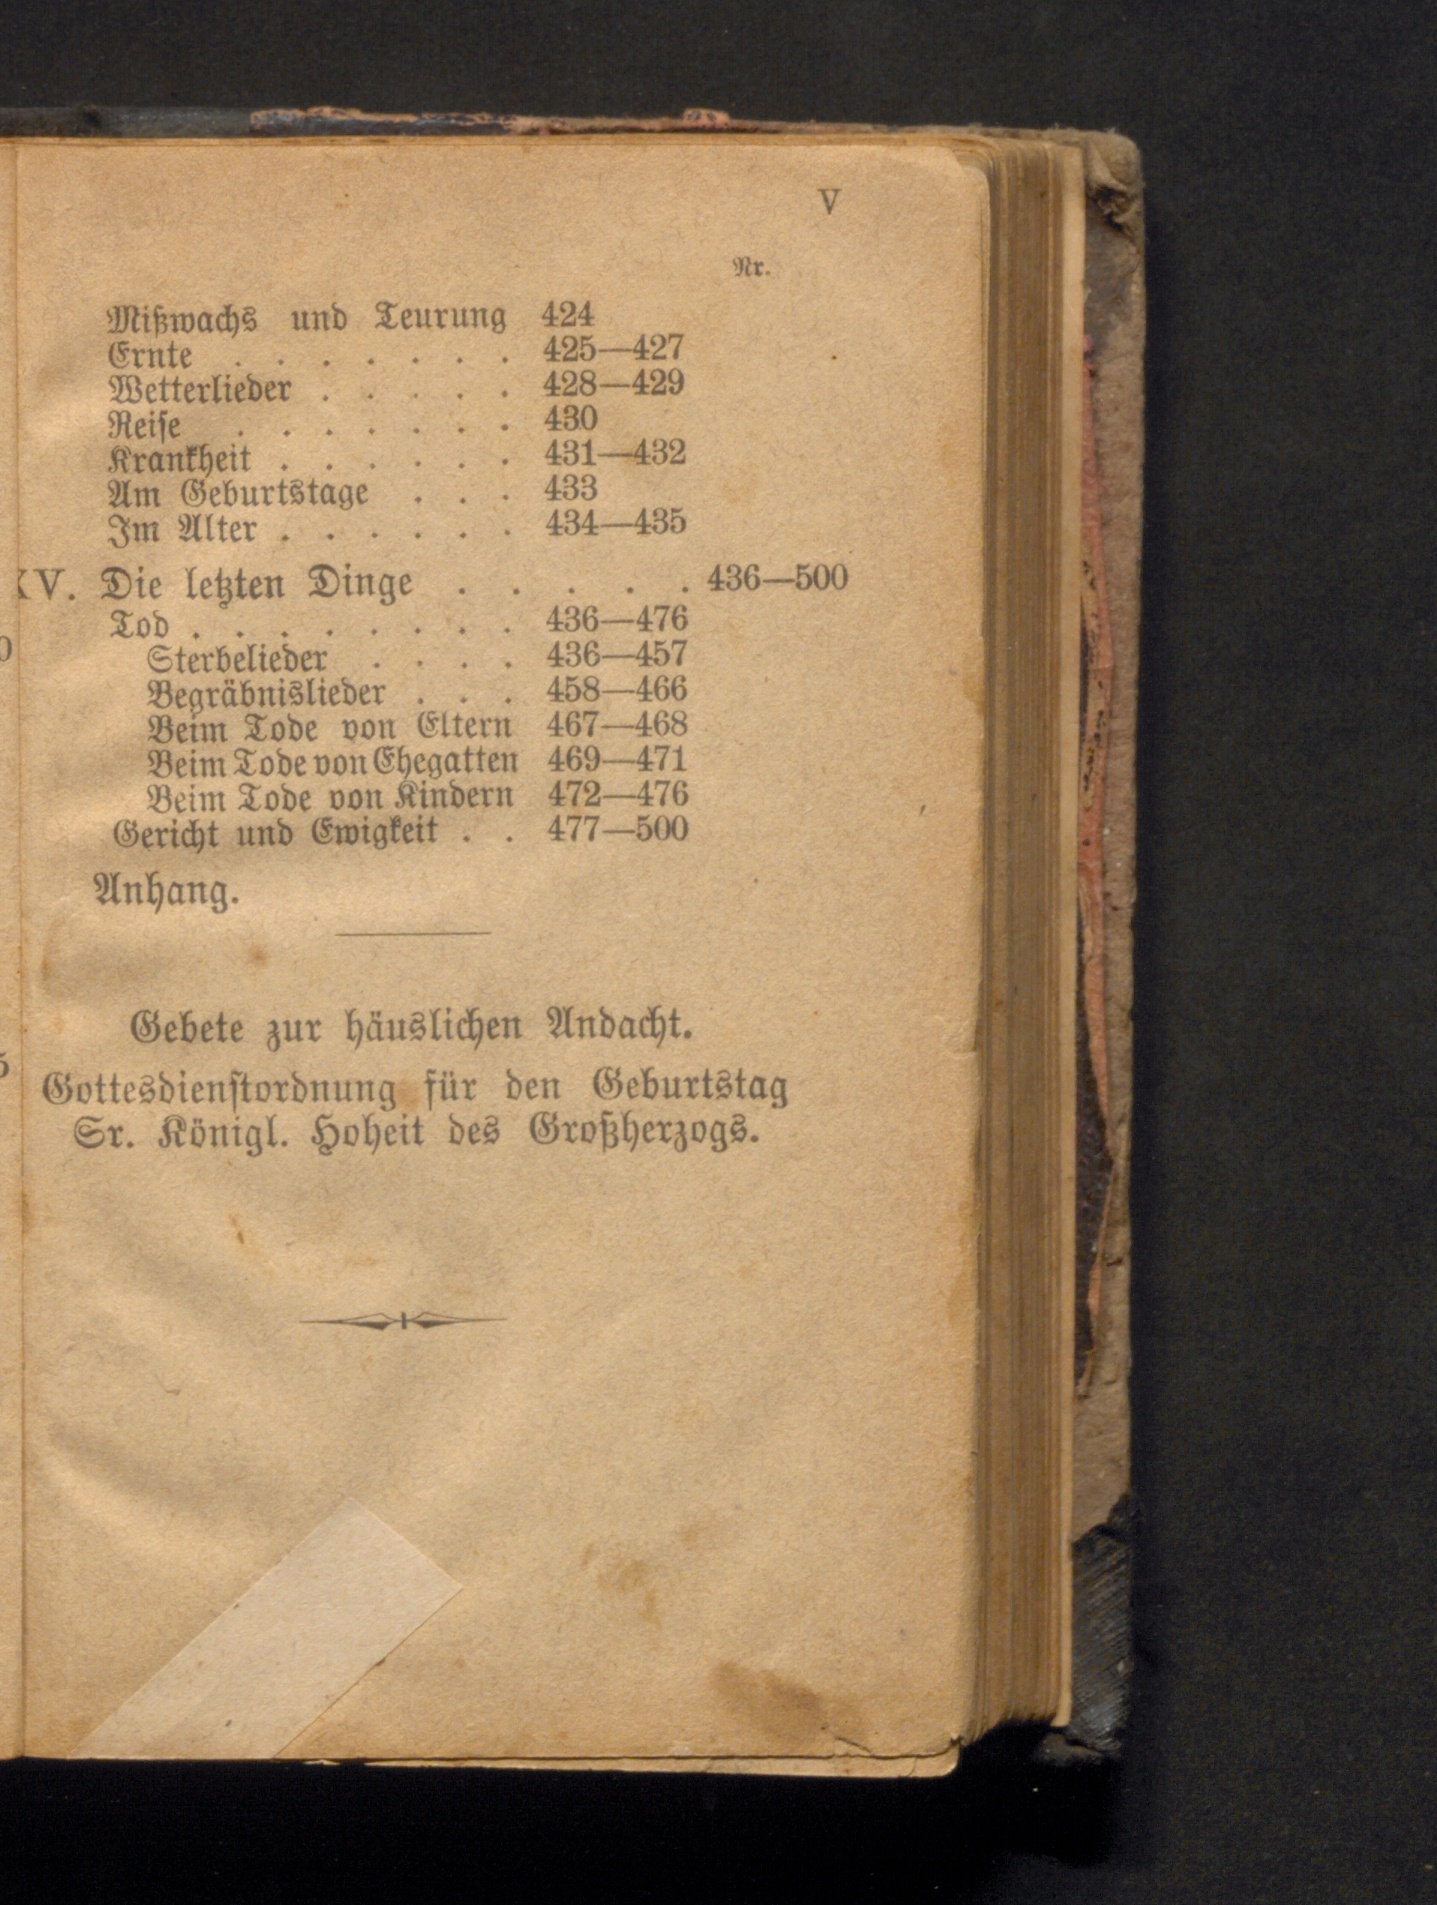 V
Nr.
Mißwachs und Teurung 424
Ernte . . . . . . . 425—427
Wetterlieder . . . . . 428—429
Reise . . . . . . . 430
Krankheit . . . . . . 431—432
Am Geburtstage . . . 433
Im Alter . . . . . . 434—435
XV. Die letzten Dinge . . . . . 436—500
Tod . . . . . . . . 436—476
Sterbelieder . . . . 436—457
Begräbnislieder . . . 458—466
Beim Tode von Eltern 467—468
Beim Tode von Ehegatten 469—471
Beim Tode von Kindern 472—476
Gericht und Ewigkeit . . 477—500
Anhang.
Gebete zur häuslichen Andacht.
Gottesdienstordnung für den Geburtstag
Sr. Königl. Hoheit des Großherzogs.